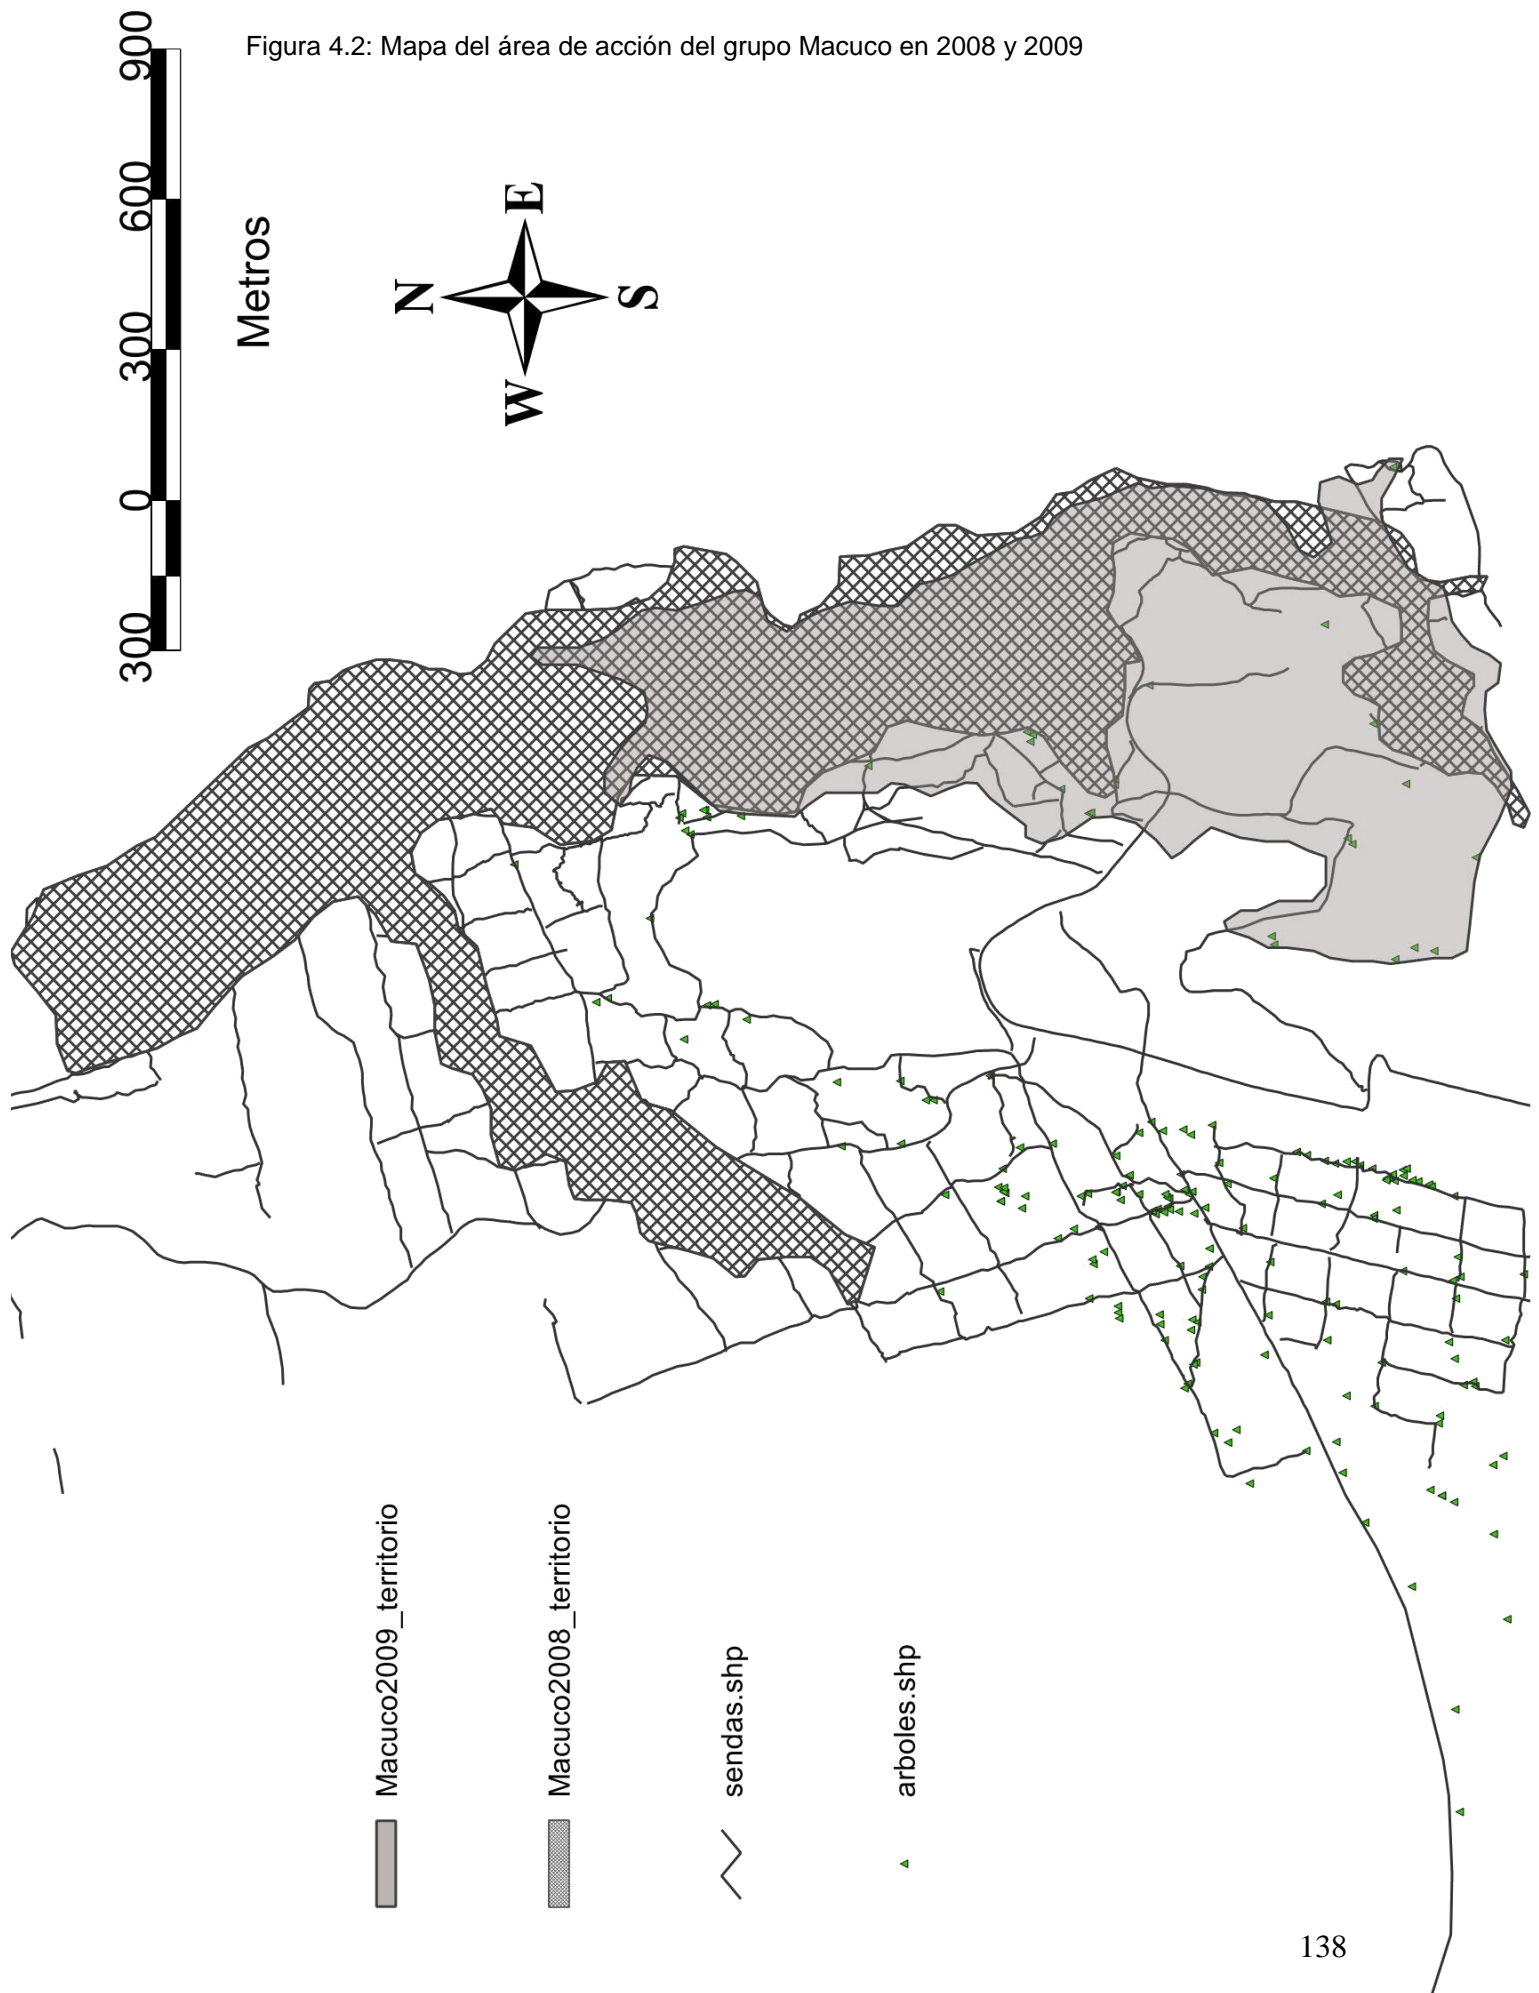 Figura 4.2: Mapa del área de acción del grupo Macuco en 2008 y 2009
300 0 300 600 900
Metros
N
W E
S
Macuco2009_territorio
Macuco2008_territorio
sendas.shp
arboles.shp
138